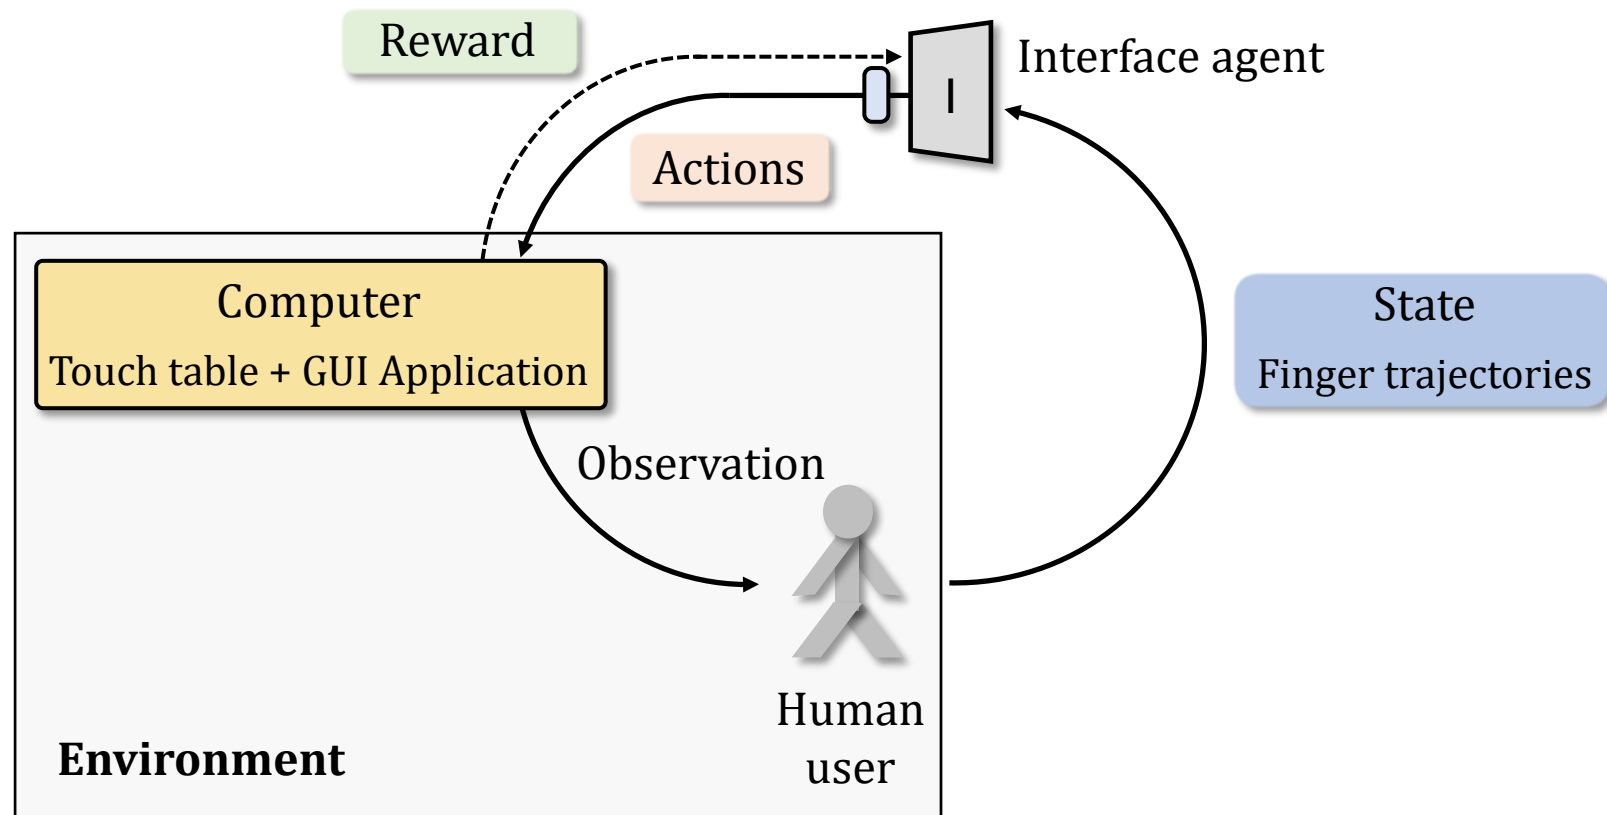 Reward
I
Interface agent
Actions
Computer
Touch table + GUI Application
State
Finger trajectories
Observation
Human
user
Environment